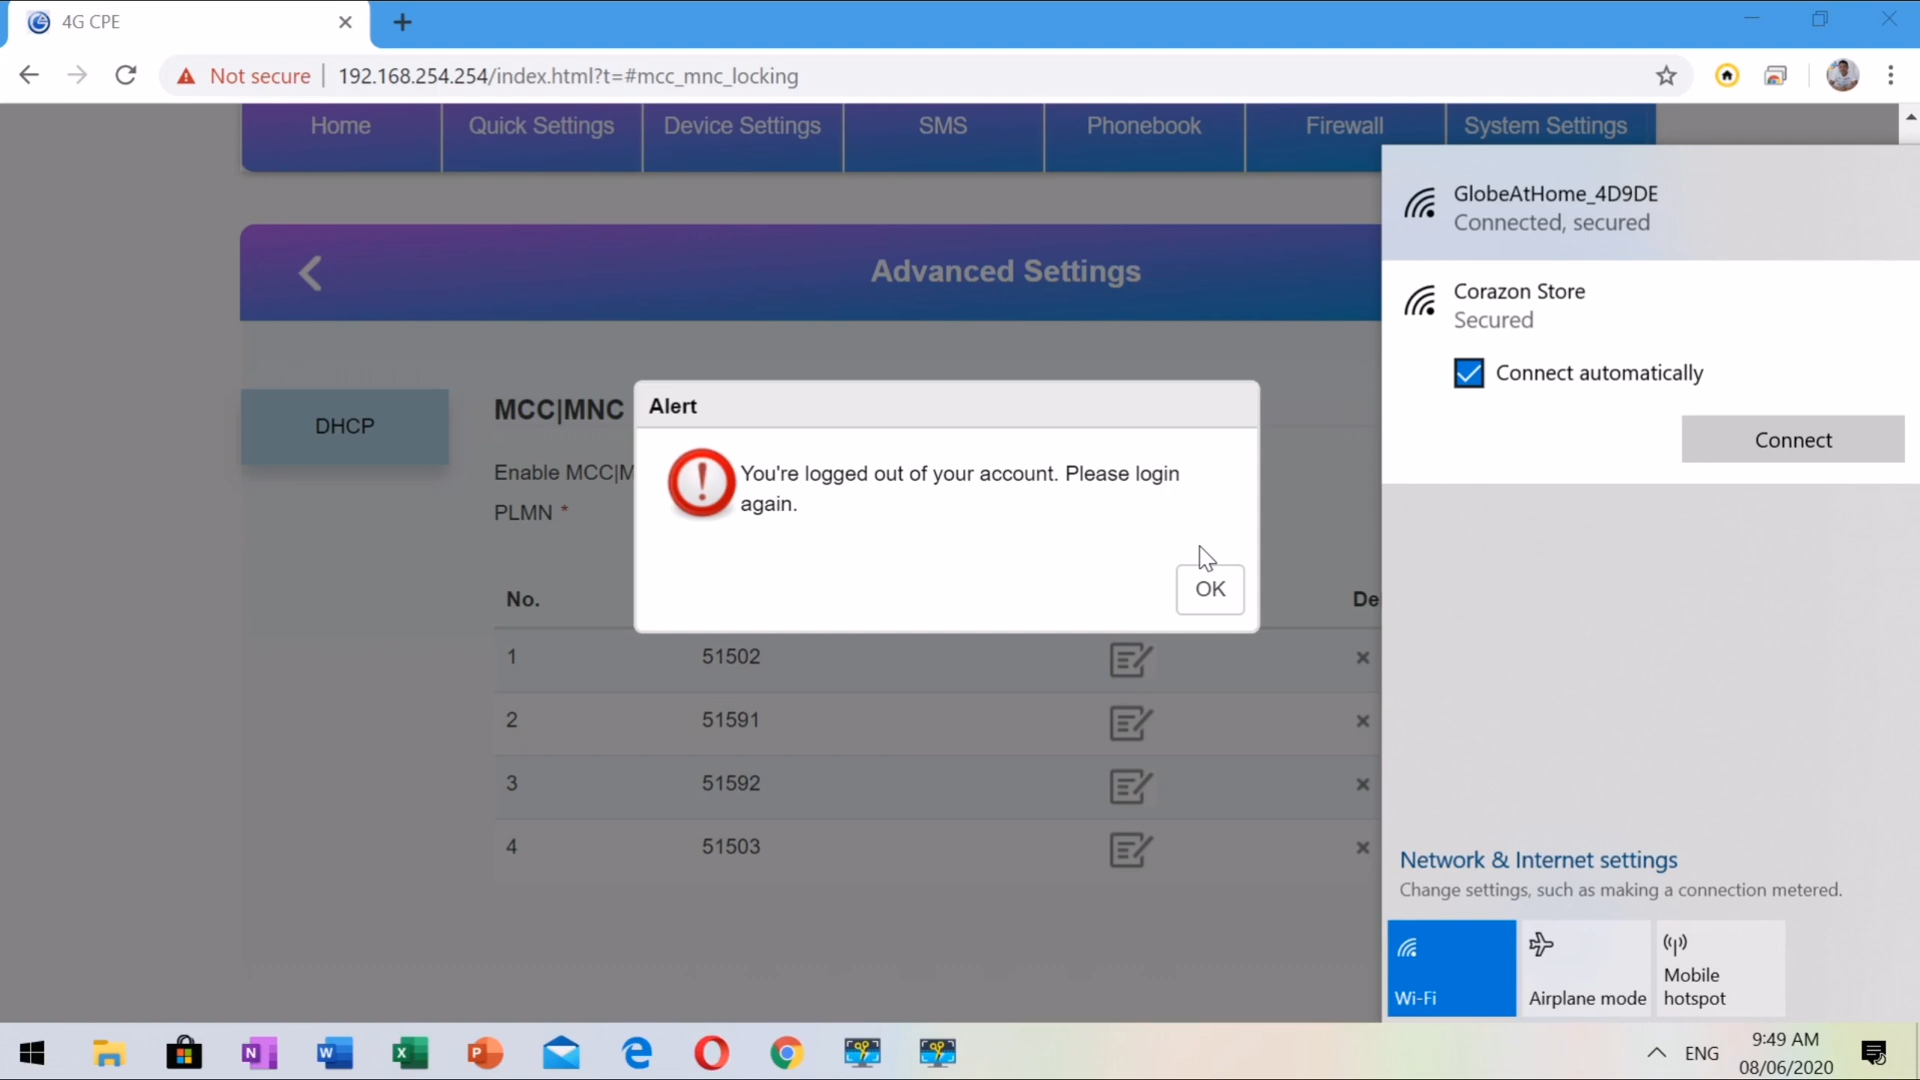 4G CPE
Not secure | 192.168.254.254/index.html?t=#mcc_mnc_locking
Home Quick Settings Device Settings SMS Phonebook Firewall System Settings
Advanced Settings
DHCP
MCC|MNC
Enable MCC|M
PLMN *
No. De
1 51502
2 51591
3 51592
4 51503
Alert
You're logged out of your account. Please login
again.
OK
GlobeAtHome_4D9DE
Connected, secured
Corazon Store
Secured
Connect automatically
Connect
Network & Internet settings
Change settings, such as making a connection metered.
Wi-Fi
Airplane mode
Mobile
hotspot
ENG
9:49 AM
08/06/2020